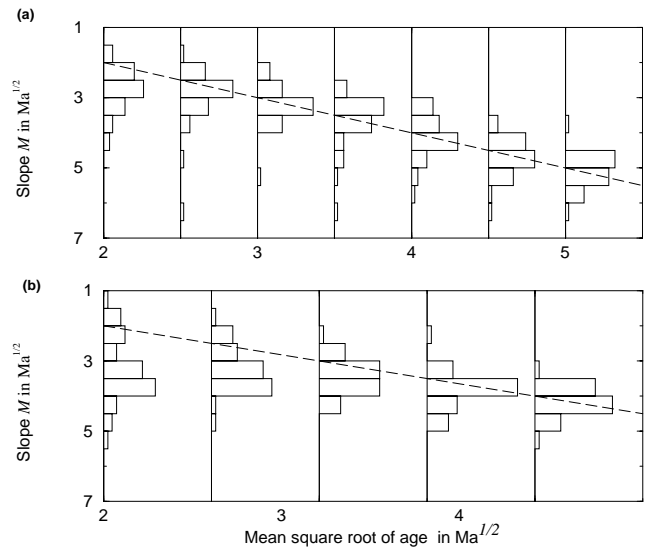 (a)
1
3
5
7
Slope M in Ma^{1/2}
2 3 4 5
(b)
1
3
5
7
Slope M in Ma^{1/2}
2 3 4
Mean square root of age in Ma^{1/2}